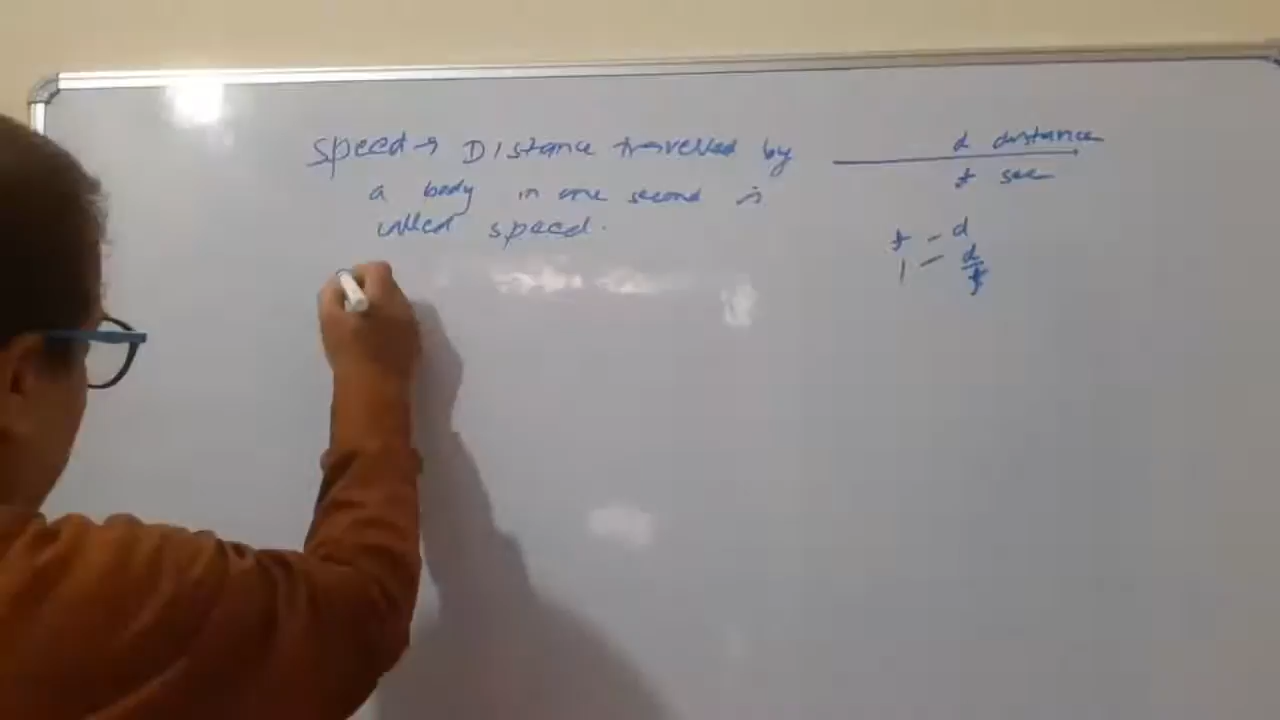 speed → Distance travelled by
a body in one second is
called speed.
d distance
t sec
t – d
1 – d/t